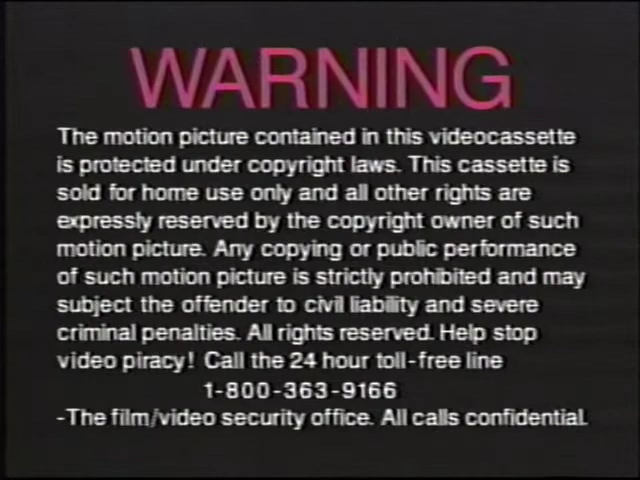 WARNING
The motion picture contained in this videocassette
is protected under copyright laws. This cassette is
sold for home use only and all other rights are
expressly reserved by the copyright owner of such
motion picture. Any copying or public performance
of such motion picture is strictly prohibited and may
subject the offender to civil liability and severe
criminal penalties. All rights reserved. Help stop
video piracy! Call the 24 hour toll-free line
1-800-363-9166
-The film/video security office. All calls confidential.